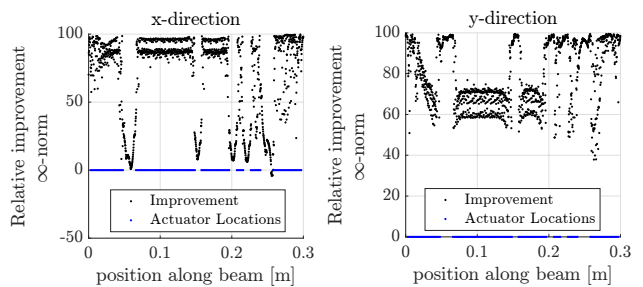 x-direction
Relative improvement
∞-norm
100
50
0
-50
Improvement
Actuator Locations
0
0.1
0.2
0.3
position along beam [m]
y-direction
Relative improvement
∞-norm
100
80
60
40
20
0
Improvement
Actuator Locations
0
0.1
0.2
0.3
position along beam [m]